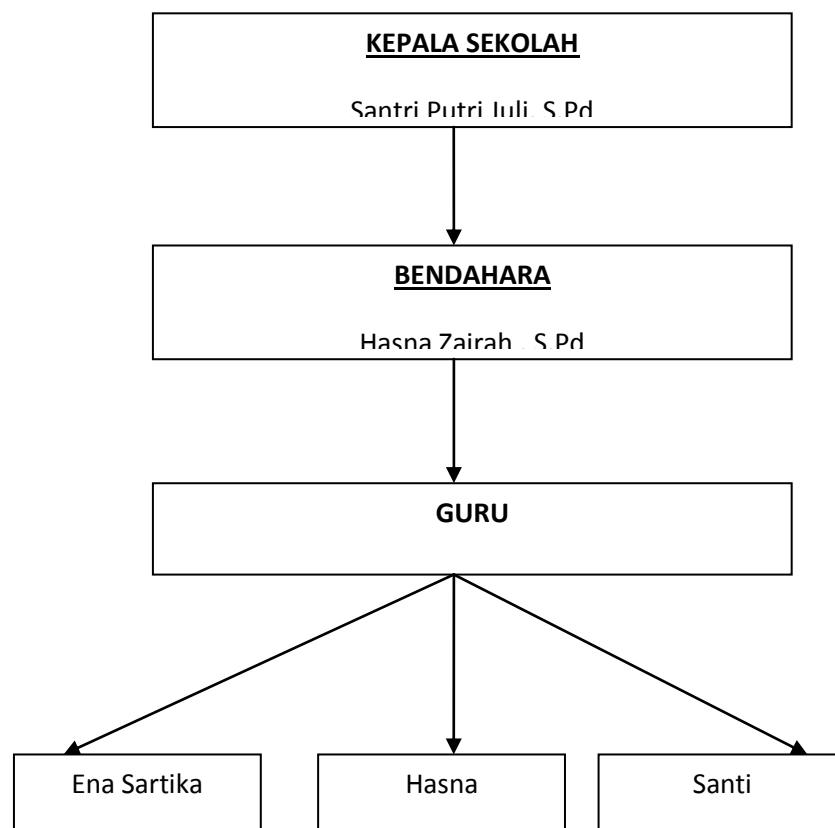 KEPALA SEKOLAH
Santri Putri Juli, S.Pd
BENDAHARA
Hasna Zairah , S.Pd
GURU
Ena Sartika
Hasna
Santi